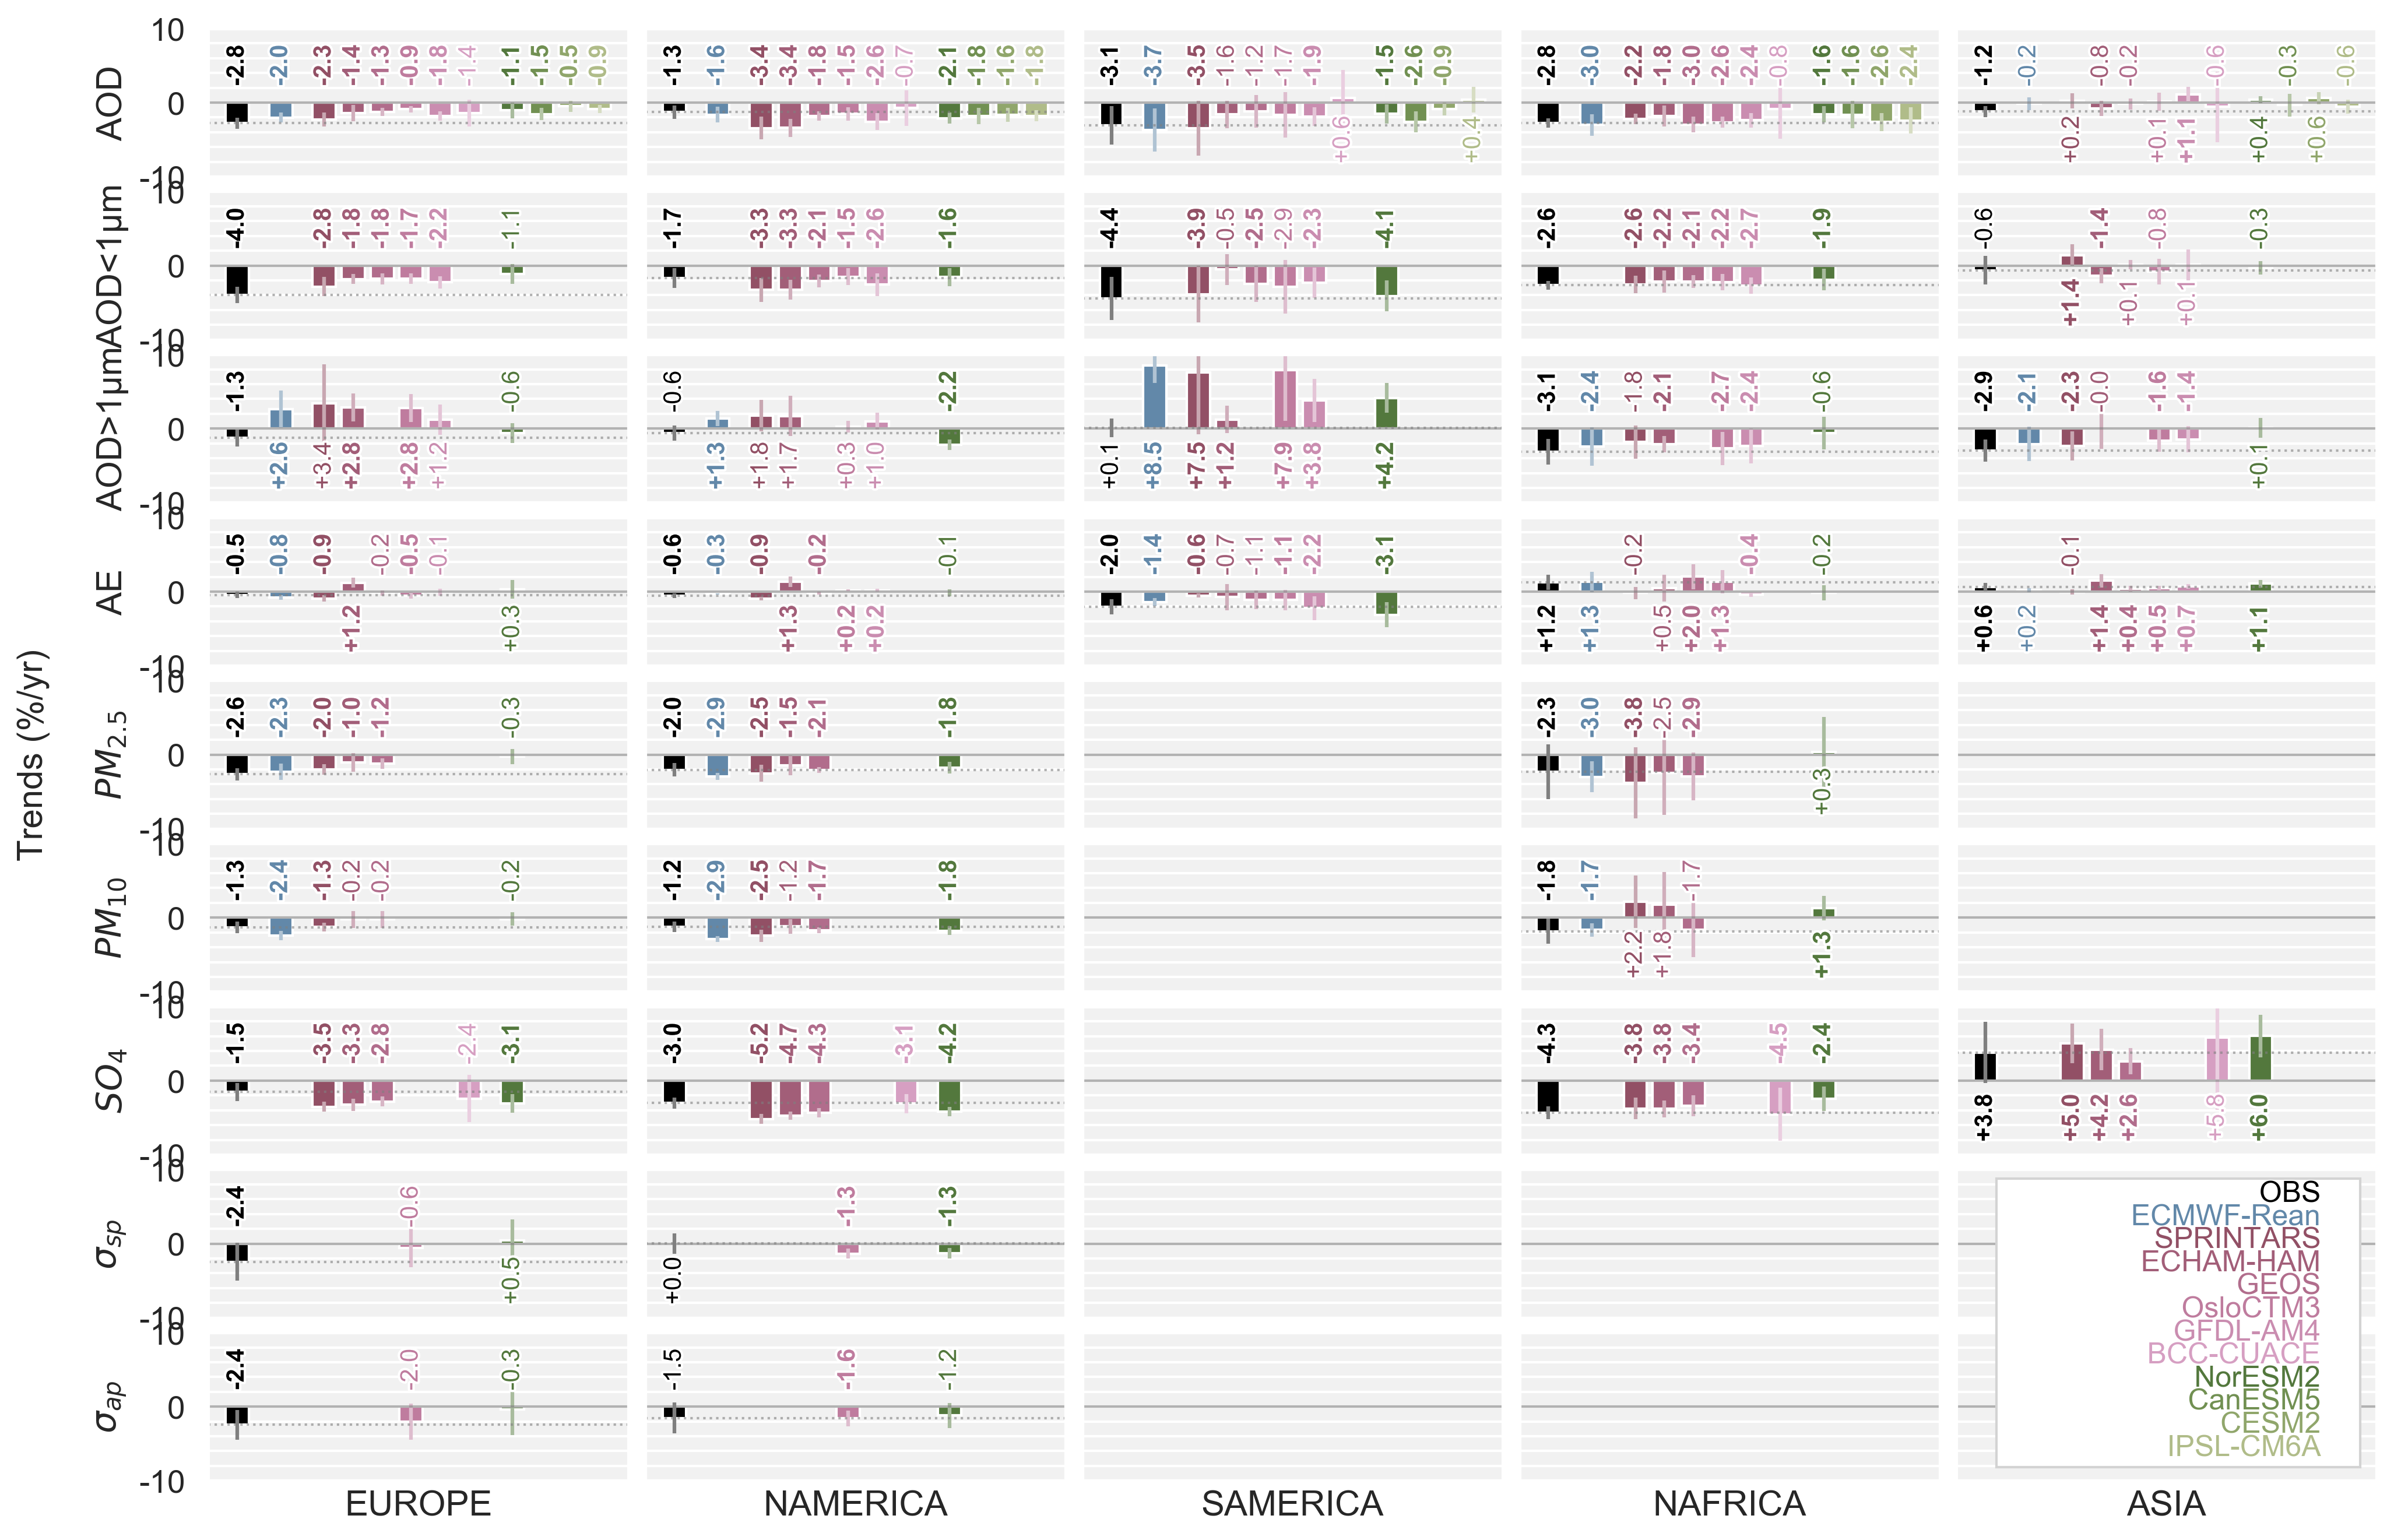 Trends (%/yr)
AOD
10
0
-10
-2.8 -2.0 -2.3 -1.4 -1.3 -0.9 -1.8 -1.4 -1.1 -1.5 -0.5 -0.9
-1.3 -1.6 -3.4 -3.4 -1.8 -1.5 -2.6 -0.7 -2.1 -1.8 -1.6 -1.8
-3.1 -3.7 -3.5 -1.6 -1.2 -1.7 -1.9 +0.6 -1.5 -2.6 -0.9 +0.4
-2.8 -3.0 -2.2 -1.8 -3.0 -2.6 -2.4 -0.8 -1.6 -1.6 -2.6 -2.4
-1.2 -0.2 +0.2 -0.8 -0.2 +0.1 +1.1 -0.6 +0.4 -0.3 +0.6 -0.6
AOD<1μm
10
0
-10
-4.0 -2.8 -1.8 -1.8 -1.7 -2.2 -1.1
-1.7 -3.3 -3.3 -2.1 -1.5 -2.6 -1.6
-4.4 -3.9 -0.5 -2.5 -2.9 -2.3 -4.1
-2.6 -2.6 -2.2 -2.1 -2.2 -2.7 -1.9
-0.6 +1.4 -1.4 +0.1 -0.8 +0.1 -0.3
AOD>1μm
10
0
-10
-1.3 +2.6 +3.4 +2.8 +2.8 +1.2 -0.6
-0.6 +1.3 +1.8 +1.7 +0.3 +1.0 -2.2
+0.1 +8.5 +7.5 +1.2 +7.9 +3.8 +4.2
-3.1 -2.4 -1.8 -2.1 -2.7 -2.4 -0.6
-2.9 -2.1 -2.3 -0.0 -1.6 -1.4 +0.1
AE
10
0
-10
-0.5 -0.8 -0.9 +1.2 -0.2 -0.5 -0.1 +0.3
-0.6 -0.3 -0.9 +1.3 -0.2 +0.2 +0.2 -0.1
-2.0 -1.4 -0.6 -0.7 -1.1 -1.1 -2.2 -3.1
+1.2 +1.3 -0.2 +0.5 +2.0 +1.3 -0.4 -0.2
+0.6 +0.2 -0.1 +1.4 +0.4 +0.5 +0.7 +1.1
PM2.5
10
0
-10
-2.6 -2.3 -2.0 -1.0 -1.2 -0.3
-2.0 -2.9 -2.5 -1.5 -2.1 -1.8
-2.3 -3.0 -3.8 -2.5 -2.9 +0.3
PM10
10
0
-10
-1.3 -2.4 -1.3 -0.2 -0.2 -0.2
-1.2 -2.9 -2.5 -1.2 -1.7 -1.8
-1.8 -1.7 +2.2 +1.8 -1.7 +1.3
SO4
10
0
-10
-1.5 -3.5 -3.3 -2.8 -2.4 -3.1
-3.0 -5.2 -4.7 -4.3 -3.1 -4.2
-4.3 -3.8 -3.8 -3.4 -4.5 -2.4
+3.8 +5.0 +4.2 +2.6 +5.8 +6.0
σsp
10
0
-10
-2.4 -0.6 +0.5
+0.0 -1.3 -1.3
σap
10
0
-10
-2.4 -2.0 -0.3
-1.5 -1.6 -1.2
OBS
ECMWF-Rean
SPRINTARS
ECHAM-HAM
GEOS
OsloCTM3
GFDL-AM4
BCC-CUACE
NorESM2
CanESM5
CESM2
IPSL-CM6A
EUROPE
NAMERICA
SAMERICA
NAFRICA
ASIA